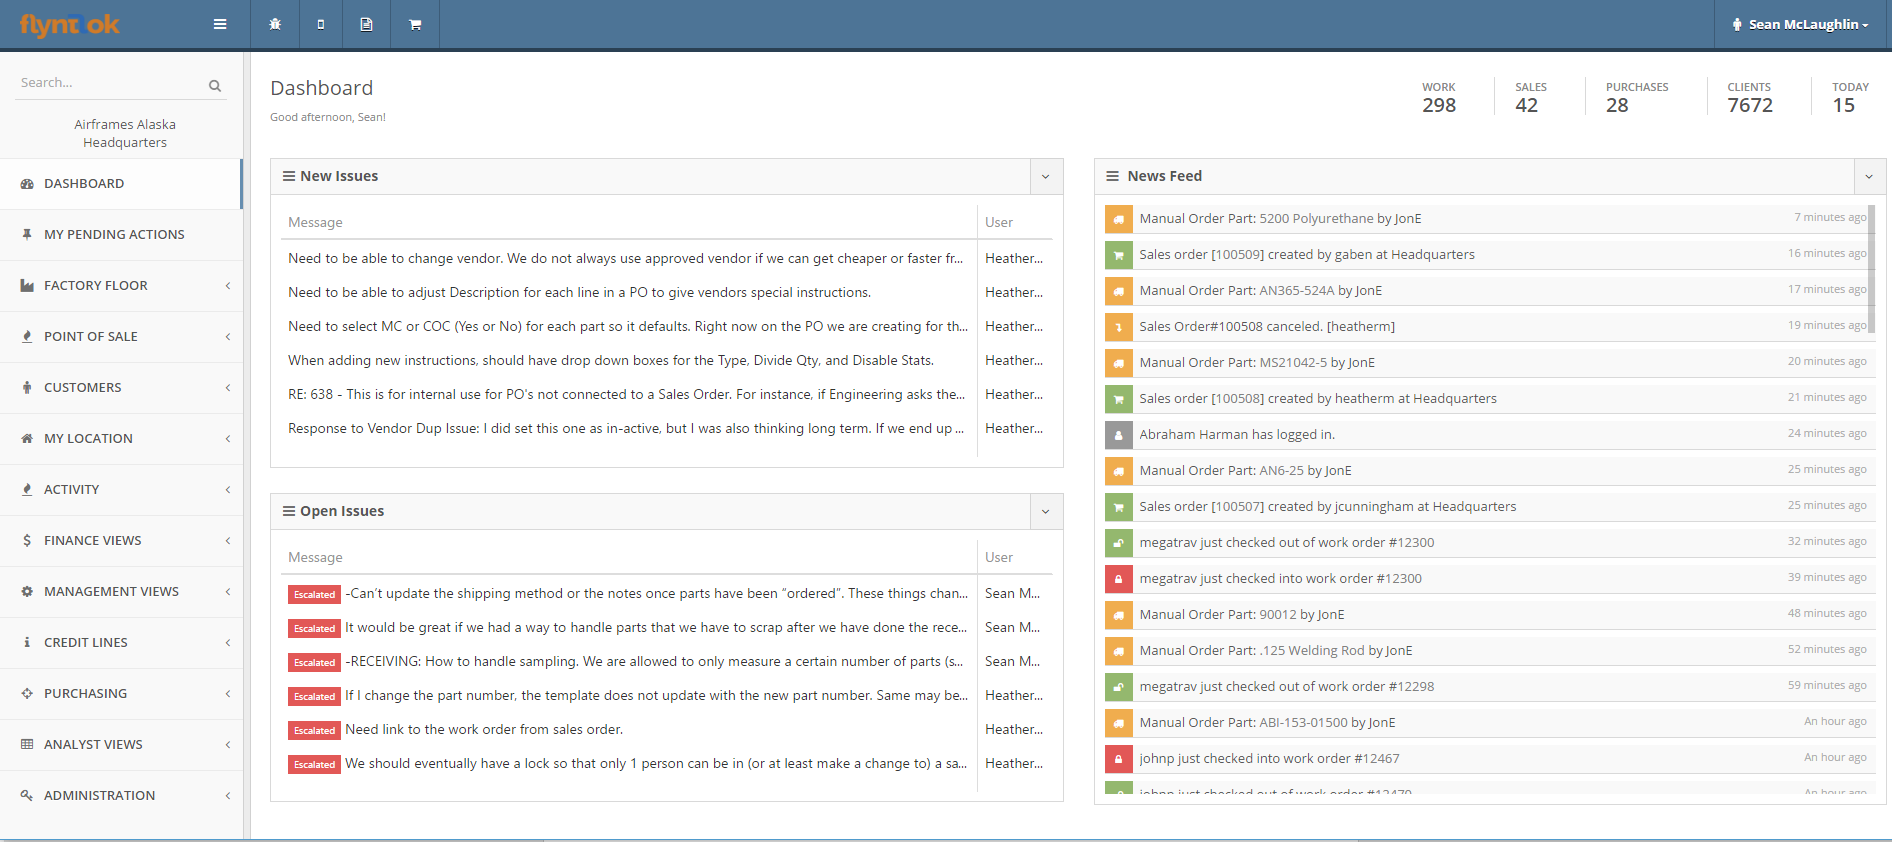 Sean McLaughlin
Search...
Airframes Alaska
Headquarters
DASHBOARD
MY PENDING ACTIONS
FACTORY FLOOR
POINT OF SALE
CUSTOMERS
MY LOCATION
ACTIVITY
FINANCE VIEWS
MANAGEMENT VIEWS
CREDIT LINES
PURCHASING
ANALYST VIEWS
ADMINISTRATION
Dashboard
Good afternoon, Sean!
WORK
298
SALES
42
PURCHASES
28
CLIENTS
7672
TODAY
15
New Issues
Message User
Need to be able to change vendor. We do not always use approved vendor if we can get cheaper or faster fr... Heather...
Need to be able to adjust Description for each line in a PO to give vendors special instructions. Heather...
Need to select MC or COC (Yes or No) for each part so it defaults. Right now on the PO we are creating for th... Heather...
When adding new instructions, should have drop down boxes for the Type, Divide Qty, and Disable Stats. Heather...
RE: 638 - This is for internal use for PO's not connected to a Sales Order. For instance, if Engineering asks the... Heather...
Response to Vendor Dup Issue: I did set this one as in-active, but I was also thinking long term. If we end up ... Heather...
Open Issues
Message User
Escalated -Can't update the shipping method or the notes once parts have been “ordered”. These things chan... Sean M...
Escalated It would be great if we had a way to handle parts that we have to scrap after we have done the rece... Sean M...
Escalated -RECEIVING: How to handle sampling. We are allowed to only measure a certain number of parts (s... Sean M...
Escalated If I change the part number, the template does not update with the new part number. Same may be... Heather...
Escalated Need link to the work order from sales order. Heather...
Escalated We should eventually have a lock so that only 1 person can be in (or at least make a change to) a sa... Heather...
News Feed
Manual Order Part: 5200 Polyurethane by JonE 7 minutes ago
Sales order [100509] created by gaben at Headquarters 16 minutes ago
Manual Order Part: AN365-524A by JonE 17 minutes ago
Sales Order#100508 canceled. [heatherm] 19 minutes ago
Manual Order Part: MS21042-5 by JonE 20 minutes ago
Sales order [100508] created by heatherm at Headquarters 21 minutes ago
Abraham Harman has logged in. 24 minutes ago
Manual Order Part: AN6-25 by JonE 25 minutes ago
Sales order [100507] created by jcunningham at Headquarters 25 minutes ago
megatrav just checked out of work order #12300 32 minutes ago
megatrav just checked into work order #12300 39 minutes ago
Manual Order Part: 90012 by JonE 48 minutes ago
Manual Order Part: .125 Welding Rod by JonE 52 minutes ago
megatrav just checked out of work order #12298 59 minutes ago
Manual Order Part: ABI-153-01500 by JonE An hour ago
johnp just checked into work order #12467 An hour ago
johnp just checked out of work order An hour ago